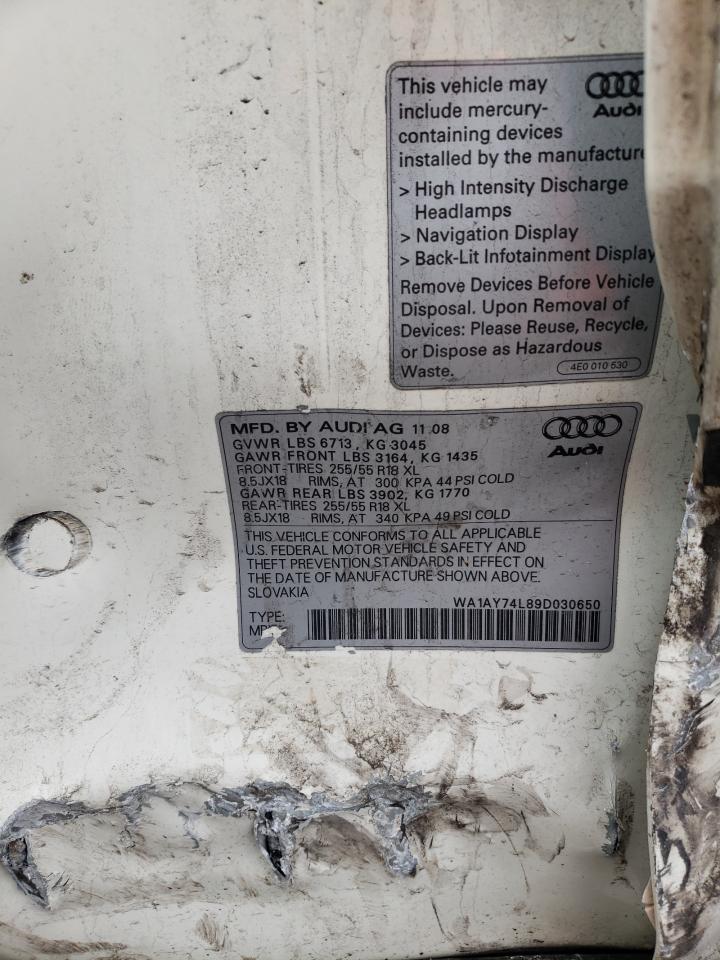 This vehicle may
include mercury-
containing devices
installed by the manufacture
Audi
> High Intensity Discharge
Headlamps
> Navigation Display
> Back-Lit Infotainment Display
Remove Devices Before Vehicle
Disposal. Upon Removal of
Devices: Please Reuse, Recycle,
or Dispose as Hazardous
Waste.
4E0 010 530
MFD. BY AUDI AG 11 08
GVWR LBS 6713, KG 3045
GAWR FRONT LBS 3164, KG 1435
FRONT-TIRES 255/55 R18 XL
8.5JX18 RIMS, AT 300 KPA 44 PSI COLD
GAWR REAR LBS 3902, KG 1770
REAR-TIRES 255/55 R18 XL
8.5JX18 RIMS, AT 340 KPA 49 PSI COLD
Audi
THIS VEHICLE CONFORMS TO ALL APPLICABLE
U.S. FEDERAL MOTOR VEHICLE SAFETY AND
THEFT PREVENTION STANDARDS IN EFFECT ON
THE DATE OF MANUFACTURE SHOWN ABOVE.
SLOVAKIA
WA1AY74L89D030650
TYPE: